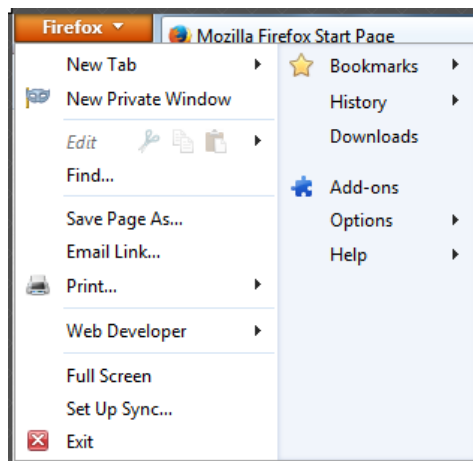 Firefox
Mozilla Firefox Start Page
New Tab
New Private Window
Edit
Find...
Save Page As...
Email Link...
Print...
Web Developer
Full Screen
Set Up Sync...
Exit
Bookmarks
History
Downloads
Add-ons
Options
Help